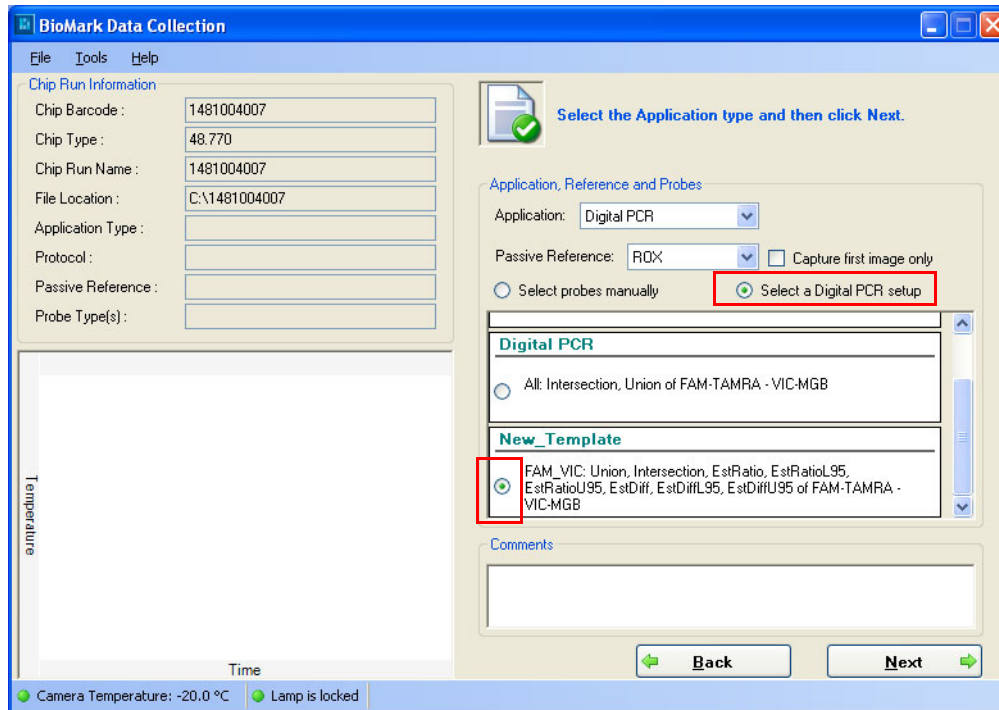 BioMark Data Collection
File Tools Help
Chip Run Information
Chip Barcode : 1481004007
Chip Type : 48.770
Chip Run Name : 1481004007
File Location : C:\1481004007
Application Type :
Protocol :
Passive Reference :
Probe Type(s) :
Temperature
Time
Select the Application type and then click Next.
Application, Reference and Probes
Application: Digital PCR
Passive Reference: ROX Capture first image only
Select probes manually Select a Digital PCR setup
Digital PCR
All: Intersection, Union of FAM-TAMRA - VIC-MGB
New_Template
FAM_VIC: Union, Intersection, EstRatio, EstRatioL95,
EstRatioU95, EstDiff, EstDiffL95, EstDiffU95 of FAM-TAMRA -
VIC-MGB
Comments
Back Next
Camera Temperature: -20.0 °C Lamp is locked